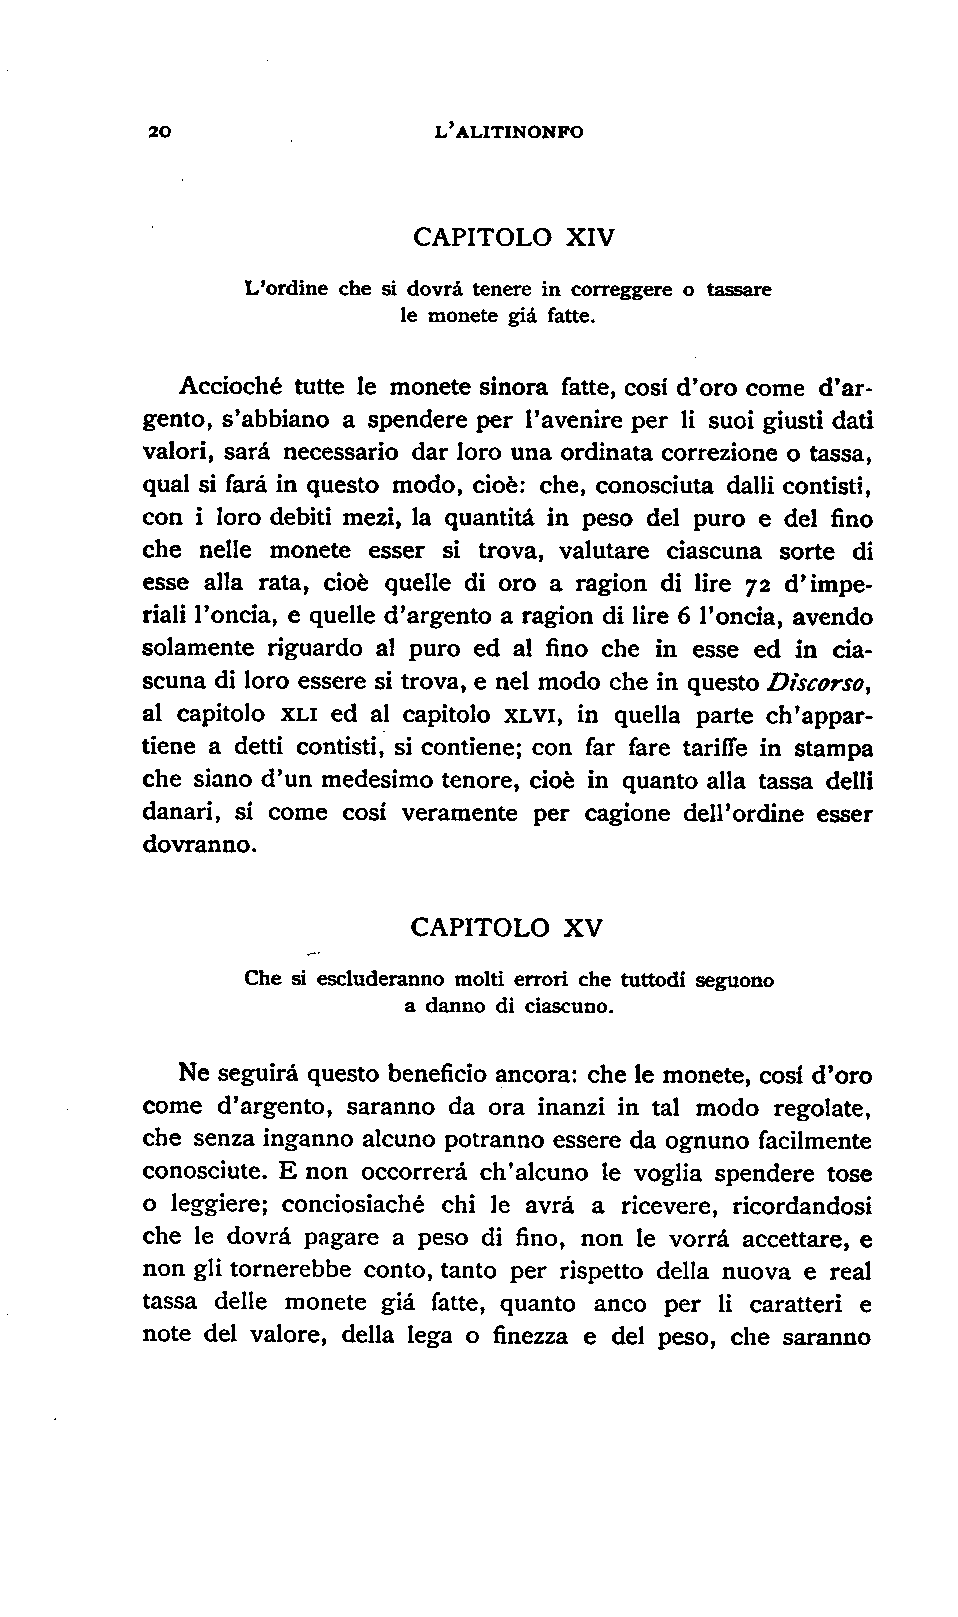 20 L'ALITINONFO
CAPITOLO XIV
L'ordine che si dovrá tenere in correggere o tassare
le monete giá fatte.
Accioché tutte le monete sinora fatte, cosí d'oro come d'ar-
gento, s'abbiano a spendere per l'avenire per li suoi giusti dati
valori, sará necessario dar loro una ordinata correzione o tassa,
qual si fará in questo modo, cioè: che, conosciuta dalli contisti,
con i loro debiti mezi, la quantitá in peso del puro e del fino
che nelle monete esser si trova, valutare ciascuna sorte di
esse alla rata, cioè quelle di oro a ragion di lire 72 d'impe-
riali l'oncia, e quelle d'argento a ragion di lire 6 l'oncia, avendo
solamente riguardo al puro ed al fino che in esse ed in cia-
scuna di loro essere si trova, e nel modo che in questo Discorso,
al capitolo XLI ed al capitolo XLVI, in quella parte ch'appar-
tiene a detti contisti, si contiene; con far fare tariffe in stampa
che siano d'un medesimo tenore, cioè in quanto alla tassa delli
danari, sí come cosí veramente per cagione dell'ordine esser
dovranno.
CAPITOLO XV
Che si escluderanno molti errori che tuttodí seguono
a danno di ciascuno.
Ne seguirá questo beneficio ancora: che le monete, cosí d'oro
come d'argento, saranno da ora inanzi in tal modo regolate,
che senza inganno alcuno potranno essere da ognuno facilmente
conosciute. E non occorrerá ch'alcuno le voglia spendere tose
o leggiere; conciosiaché chi le avrá a ricevere, ricordandosi
che le dovrá pagare a peso di fino, non le vorrá accettare, e
non gli tornerebbe conto, tanto per rispetto della nuova e real
tassa delle monete giá fatte, quanto anco per li caratteri e
note del valore, della lega o finezza e del peso, che saranno